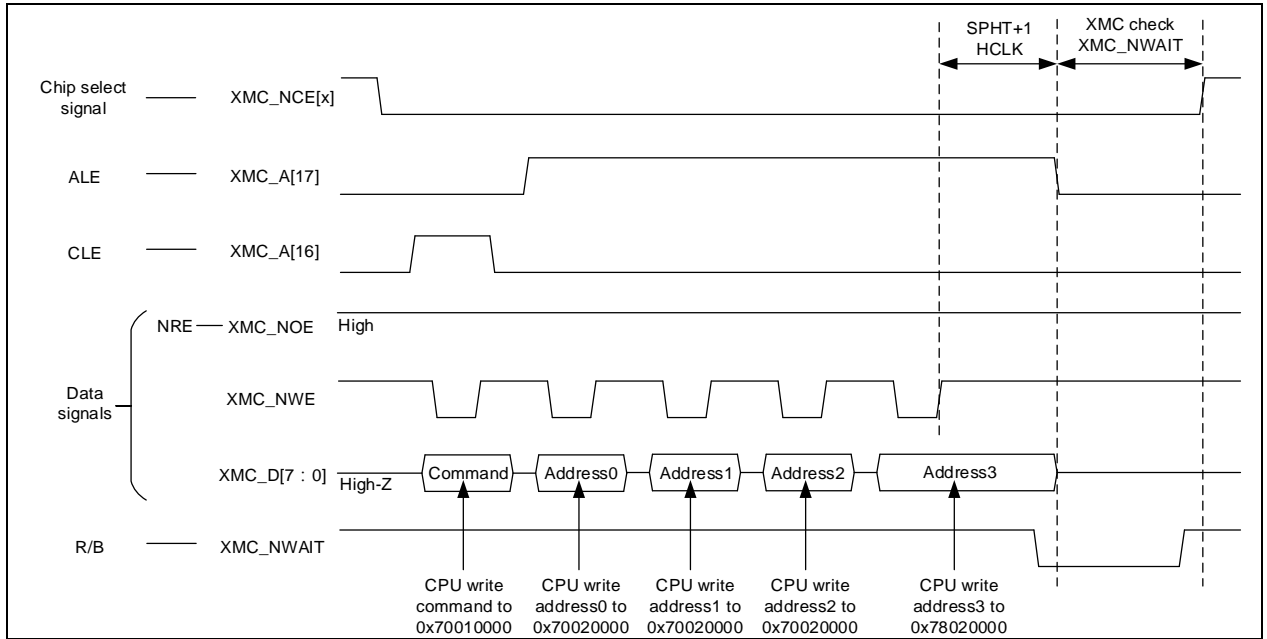 SPHT+1
HCLK
XMC check
XMC_NWAIT
Chip select
signal
XMC_NCE[x]
ALE
XMC_A[17]
CLE
XMC_A[16]
NRE
XMC_NOE
High
Data
signals
XMC_NWE
XMC_D[7 : 0]
High-Z
Command
Address0
Address1
Address2
Address3
R/B
XMC_NWAIT
CPU write
command to
0x70010000
CPU write
address0 to
0x70020000
CPU write
address1 to
0x70020000
CPU write
address2 to
0x70020000
CPU write
address3 to
0x78020000